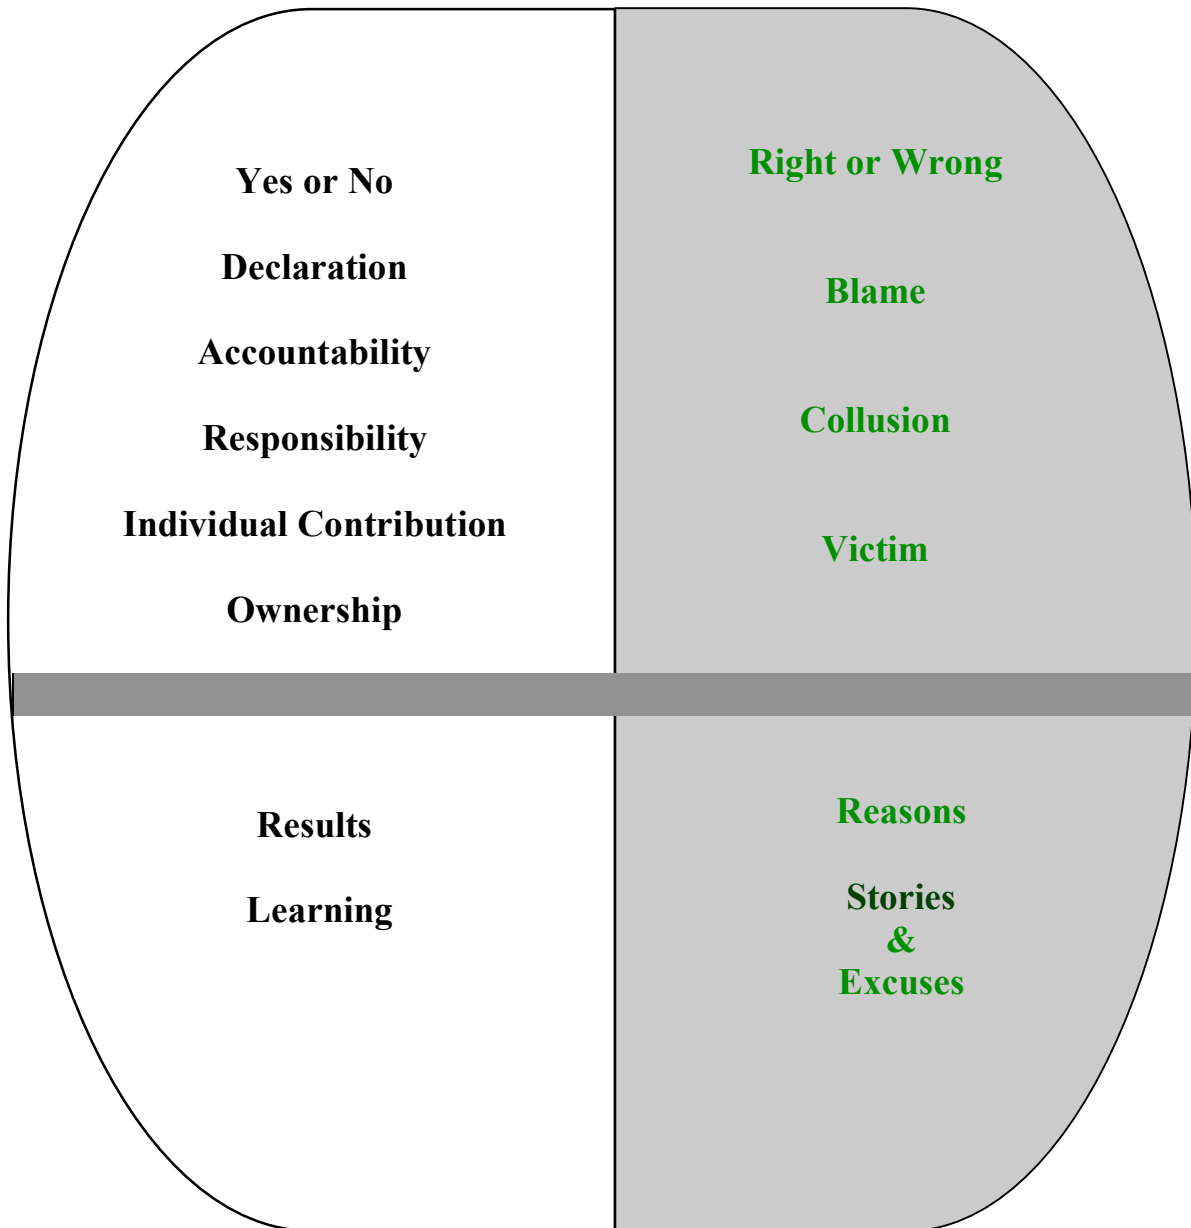 Yes or No
Declaration
Accountability
Responsibility
Individual Contribution
Ownership
Right or Wrong
Blame
Collusion
Victim
Results
Learning
Reasons
Stories
&
Excuses